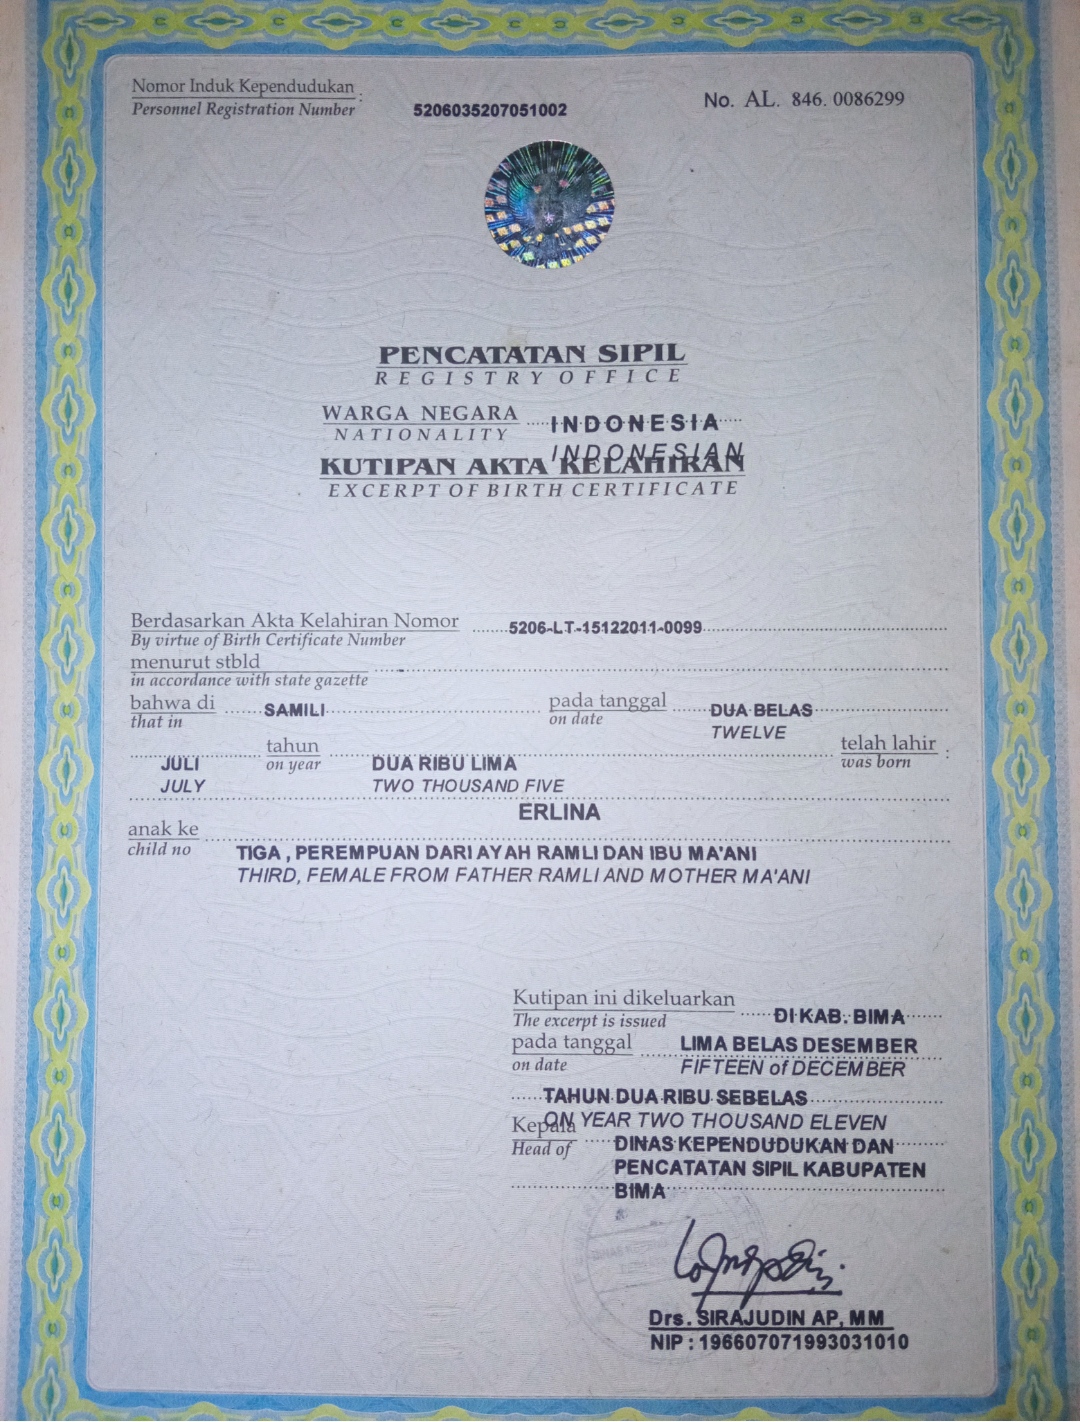 Nomor Induk Kependudukan :
Personnel Registration Number
5206035207051002
No. AL. 846. 0086299
PENCATATAN SIPIL
REGISTRY OFFICE
WARGA NEGARA INDONESIA
NATIONALITY INDONESIAN
KUTIPAN AKTA KELAHIRAN
EXCERPT OF BIRTH CERTIFICATE
Berdasarkan Akta Kelahiran Nomor 5206-LT-15122011-0099
By virtue of Birth Certificate Number
menurut stbld -
in accordance with state gazette
bahwa di SAMILI pada tanggal DUA BELAS
that in on date TWELVE
JULI tahun DUA RIBU LIMA telah lahir :
JULY on year TWO THOUSAND FIVE was born
ERLINA
anak ke
child no
TIGA , PEREMPUAN DARI AYAH RAMLI DAN IBU MA'ANI
THIRD, FEMALE FROM FATHER RAMLI AND MOTHER MA'ANI
Kutipan ini dikeluarkan DI KAB. BIMA
The excerpt is issued
pada tanggal LIMA BELAS DESEMBER
on date FIFTEEN of DECEMBER
TAHUN DUA RIBU SEBELAS
ON YEAR TWO THOUSAND ELEVEN
Kepala DINAS KEPENDUDUKAN DAN
Head of PENCATATAN SIPIL KABUPATEN
BIMA
Drs. SIRAJUDIN AP, MM
NIP : 196607071993031010